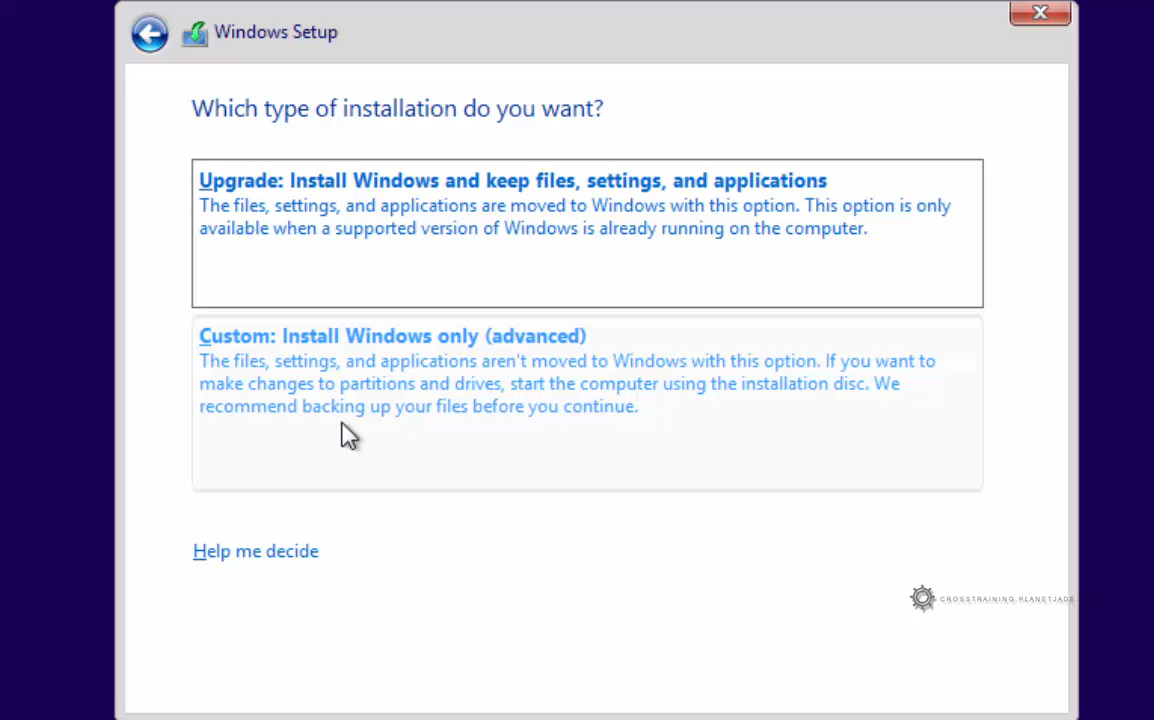 Windows Setup
Which type of installation do you want?
Upgrade: Install Windows and keep files, settings, and applications
The files, settings, and applications are moved to Windows with this option. This option is only
available when a supported version of Windows is already running on the computer.
Custom: Install Windows only (advanced)
The files, settings, and applications aren't moved to Windows with this option. If you want to
make changes to partitions and drives, start the computer using the installation disc. We
recommend backing up your files before you continue.
Help me decide
CROSSTRAINING.PLANETJADE